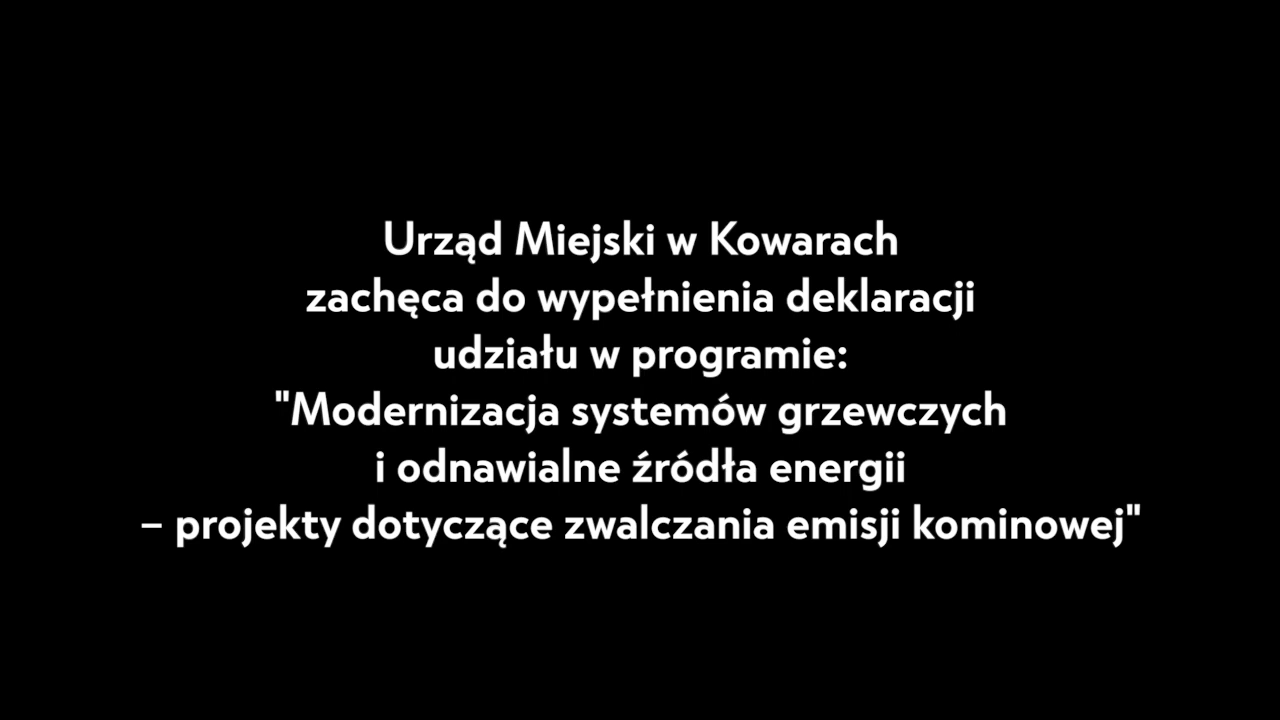 Urząd Miejski w Kowarach
zachęca do wypełnienia deklaracji
udziału w programie:
"Modernizacja systemów grzewczych
i odnawialne źródła energii
– projekty dotyczące zwalczania emisji kominowej"